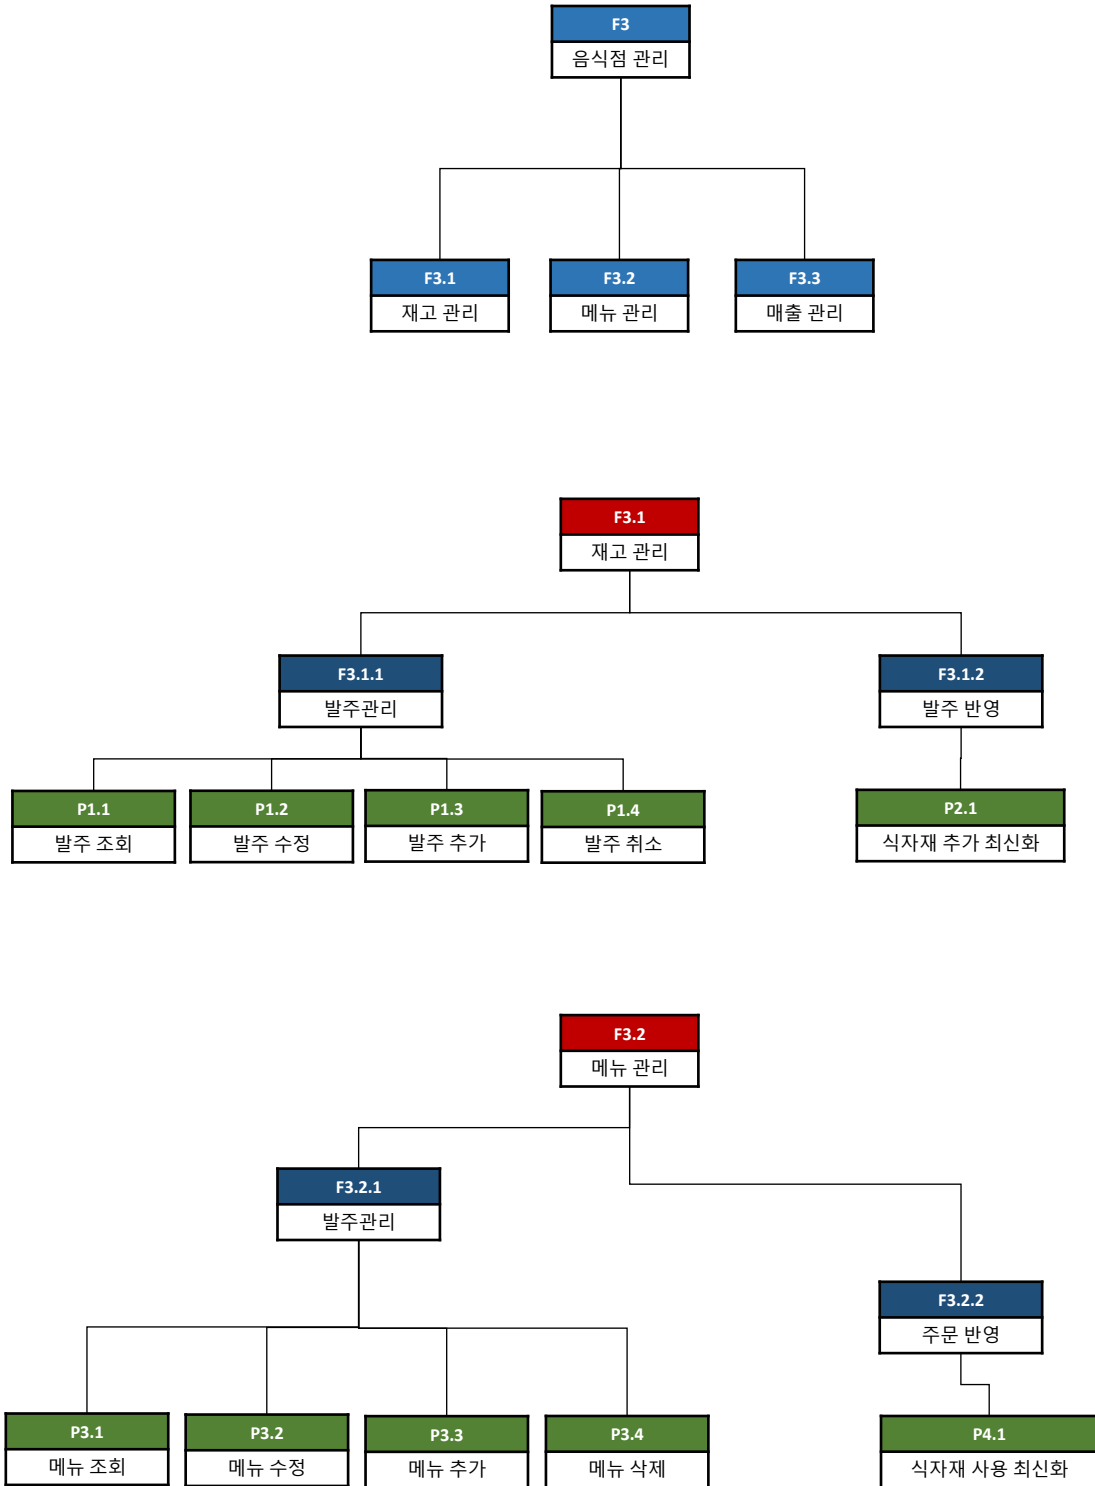 F3
음식점 관리
F3.1
재고 관리
F3.2
메뉴 관리
F3.3
매출 관리
F3.1
재고 관리
F3.1.1
발주관리
F3.1.2
발주 반영
P1.1
발주 조회
P1.2
발주 수정
P1.3
발주 추가
P1.4
발주 취소
P2.1
식자재 추가 최신화
F3.2
메뉴 관리
F3.2.1
발주관리
F3.2.2
주문 반영
P3.1
메뉴 조회
P3.2
메뉴 수정
P3.3
메뉴 추가
P3.4
메뉴 삭제
P4.1
식자재 사용 최신화